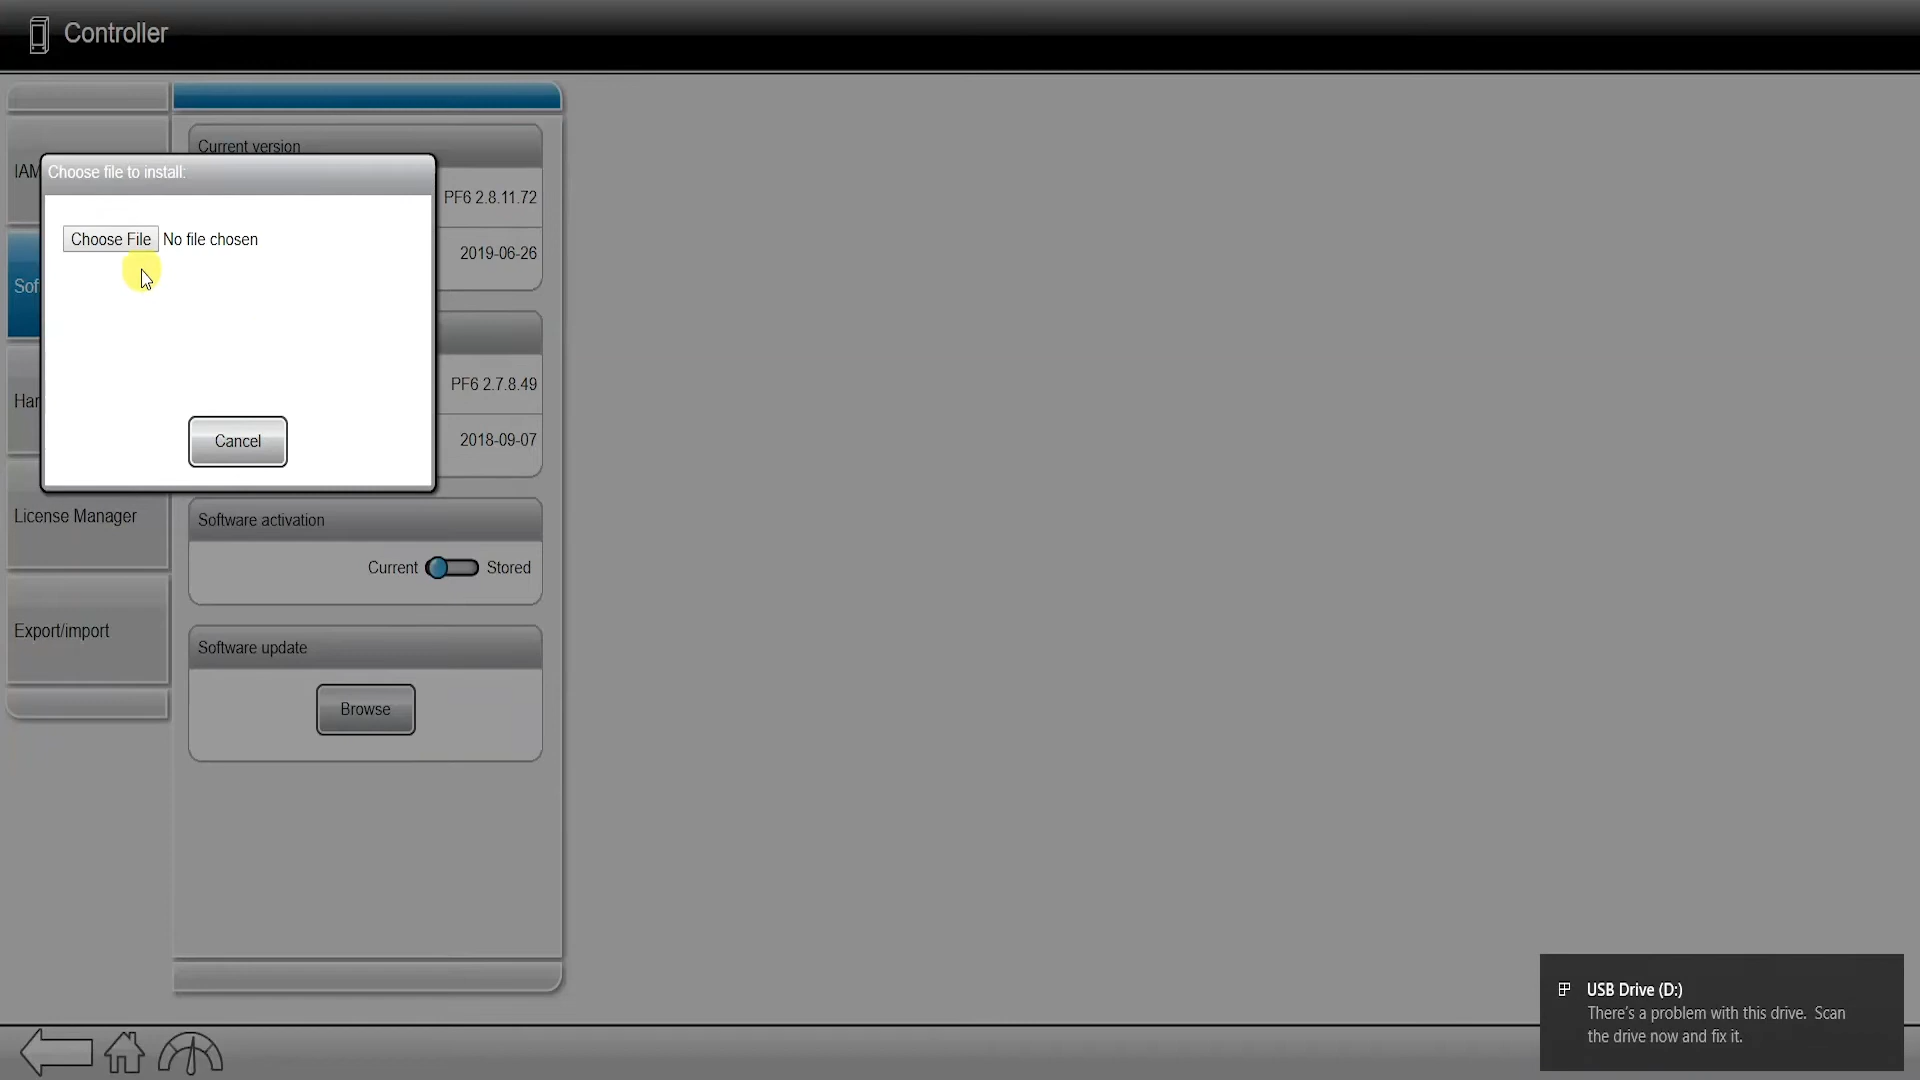 Controller
Current version
IAM
Choose file to install:
PF6 2.8.11.72
Choose File No file chosen
2019-06-26
Sof
PF6 2.7.8.49
Har
Cancel
2018-09-07
License Manager
Software activation
Current Stored
Export/import
Software update
Browse
USB Drive (D:)
There's a problem with this drive. Scan
the drive now and fix it.